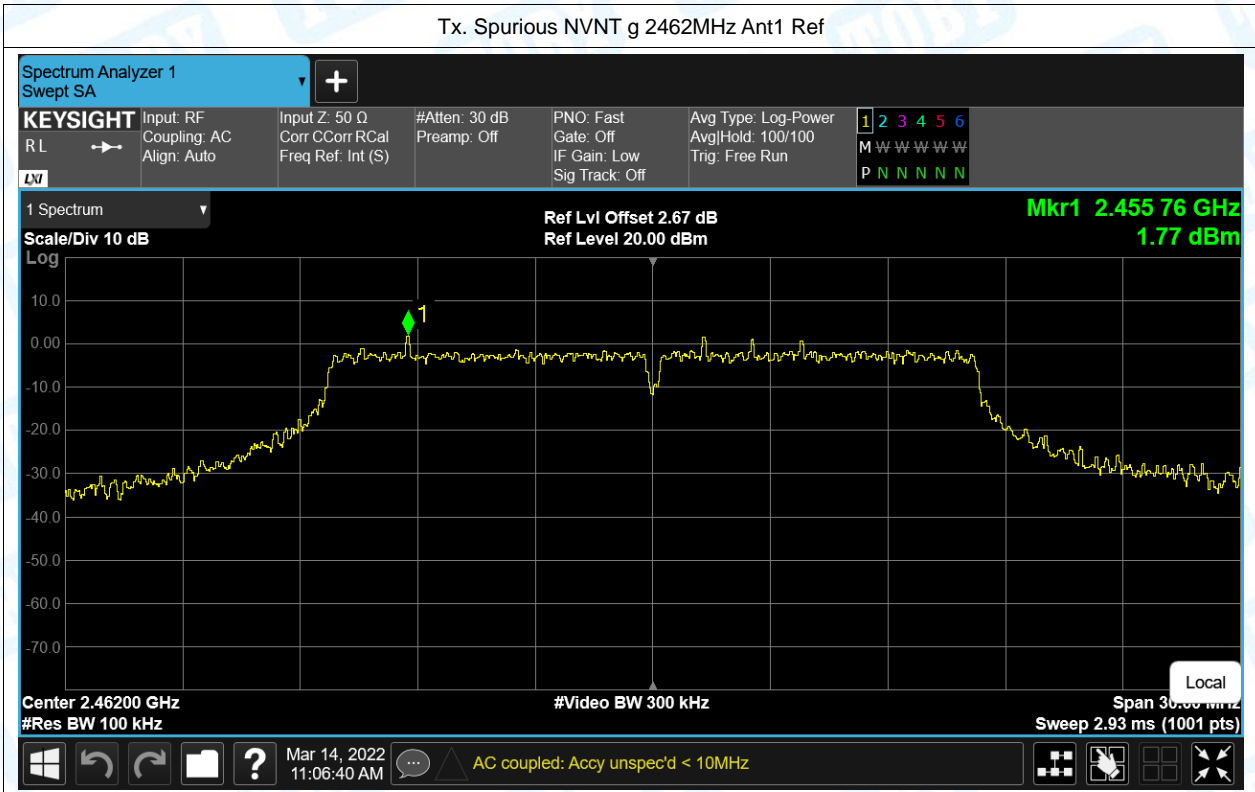 Tx. Spurious NVNT g 2462MHz Ant1 Ref
Spectrum Analyzer 1
Swept SA
KEYSIGHT
RL
LXI
Input: RF
Coupling: AC
Align: Auto
Input Z: 50 Ω
Corr CCorr RCal
Freq Ref: Int (S)
#Atten: 30 dB
Preamp: Off
PNO: Fast
Gate: Off
IF Gain: Low
Sig Track: Off
Avg Type: Log-Power
Avg|Hold: 100/100
Trig: Free Run
1 2 3 4 5 6
M W W W W W W
P N N N N N
1 Spectrum
Scale/Div 10 dB
Log
Ref Lvl Offset 2.67 dB
Ref Level 20.00 dBm
Mkr1 2.455 76 GHz
1.77 dBm
1
10.0
0.00
-10.0
-20.0
-30.0
-40.0
-50.0
-60.0
-70.0
Local
Center 2.46200 GHz
#Video BW 300 kHz
Span 30.00 MHz
#Res BW 100 kHz
Sweep 2.93 ms (1001 pts)
?
Mar 14, 2022
11:06:40 AM
AC coupled: Accy unspec'd < 10MHz